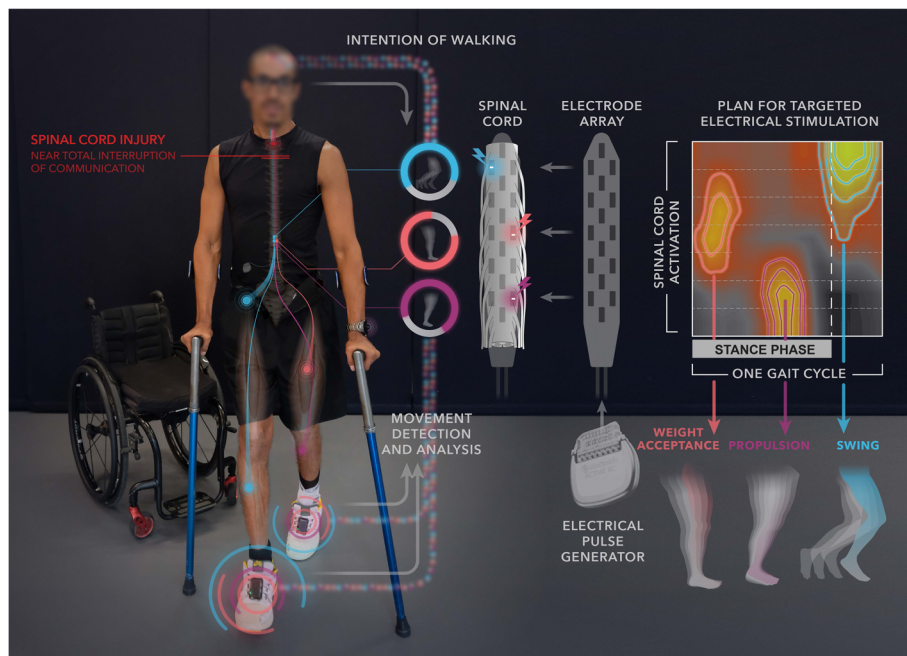 INTENTION OF WALKING
SPINAL CORD INJURY
NEAR TOTAL INTERRUPTION
OF COMMUNICATION
SPINAL
CORD
ELECTRODE
ARRAY
PLAN FOR TARGETED
ELECTRICAL STIMULATION
SPINAL CORD
ACTIVATION
STANCE PHASE
ONE GAIT CYCLE
MOVEMENT
DETECTION
AND ANALYSIS
WEIGHT
ACCEPTANCE
PROPULSION
SWING
ELECTRICAL
PULSE
GENERATOR